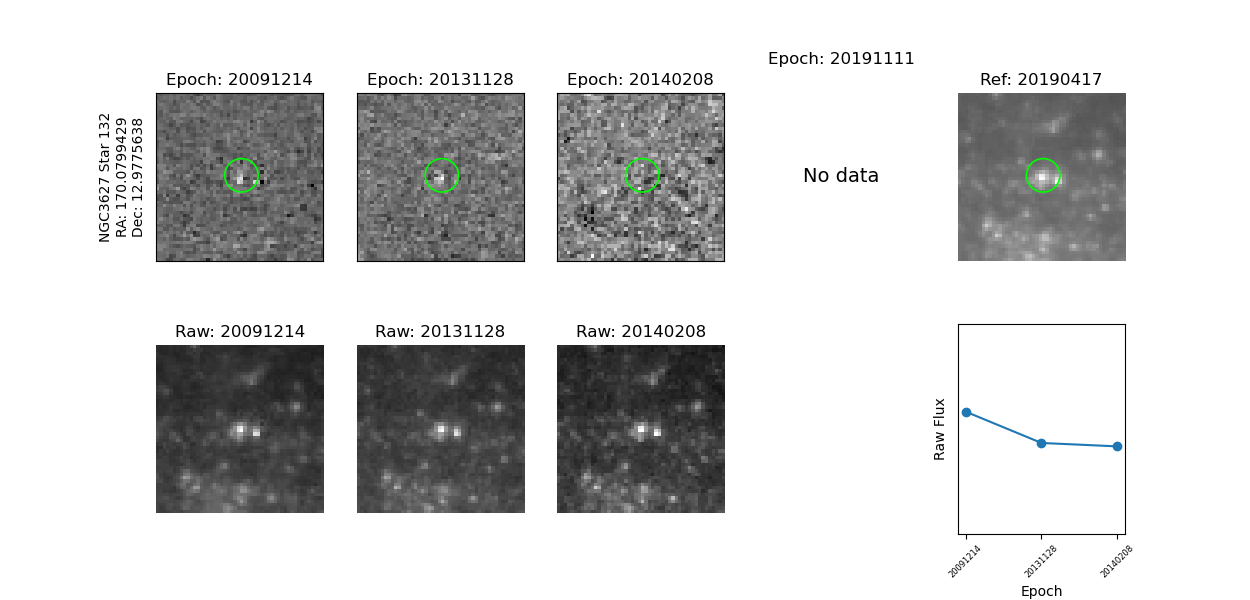 Epoch: 20191111
Epoch: 20091214
Epoch: 20131128
Epoch: 20140208
Ref: 20190417
NGC3627 Star 132
RA: 170.0799429
Dec: 12.9775638
No data
Raw: 20091214
Raw: 20131128
Raw: 20140208
Raw Flux
20091214
20131128
20140208
Epoch